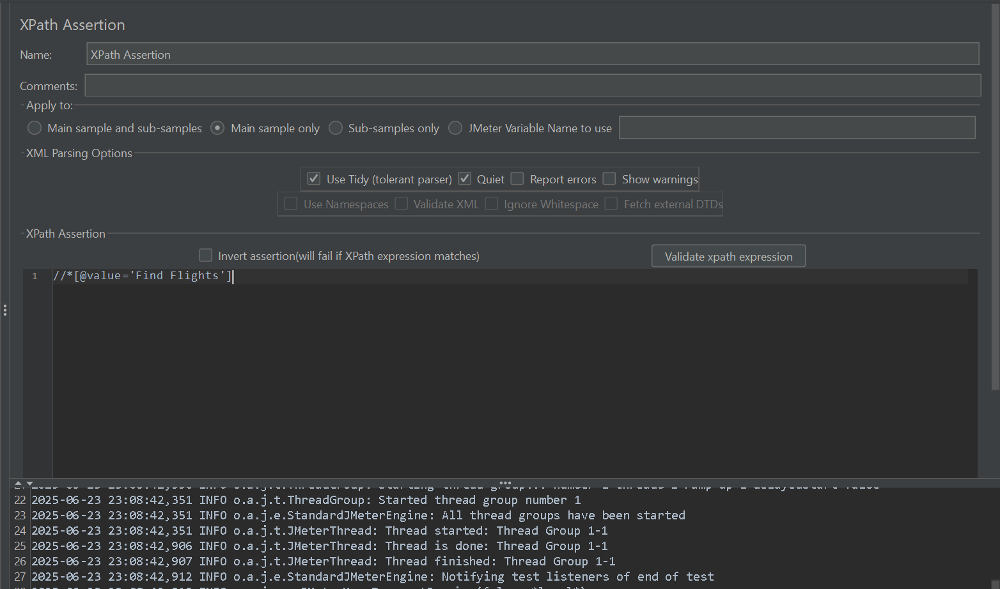 XPath Assertion
Name: XPath Assertion
Comments:
Apply to:
Main sample and sub-samples Main sample only Sub-samples only JMeter Variable Name to use
XML Parsing Options
Use Tidy (tolerant parser) Quiet Report errors Show warnings
Use Namespaces Validate XML Ignore Whitespace Fetch external DTDs
XPath Assertion
Invert assertion(will fail if XPath expression matches) Validate xpath expression
1 //*[@value='Find Flights']
22 2025-06-23 23:08:42,351 INFO o.a.j.t.ThreadGroup: Started thread group number 1
23 2025-06-23 23:08:42,351 INFO o.a.j.e.StandardJMeterEngine: All thread groups have been started
24 2025-06-23 23:08:42,351 INFO o.a.j.t.JMeterThread: Thread started: Thread Group 1-1
25 2025-06-23 23:08:42,906 INFO o.a.j.t.JMeterThread: Thread is done: Thread Group 1-1
26 2025-06-23 23:08:42,907 INFO o.a.j.t.JMeterThread: Thread finished: Thread Group 1-1
27 2025-06-23 23:08:42,912 INFO o.a.j.e.StandardJMeterEngine: Notifying test listeners of end of test